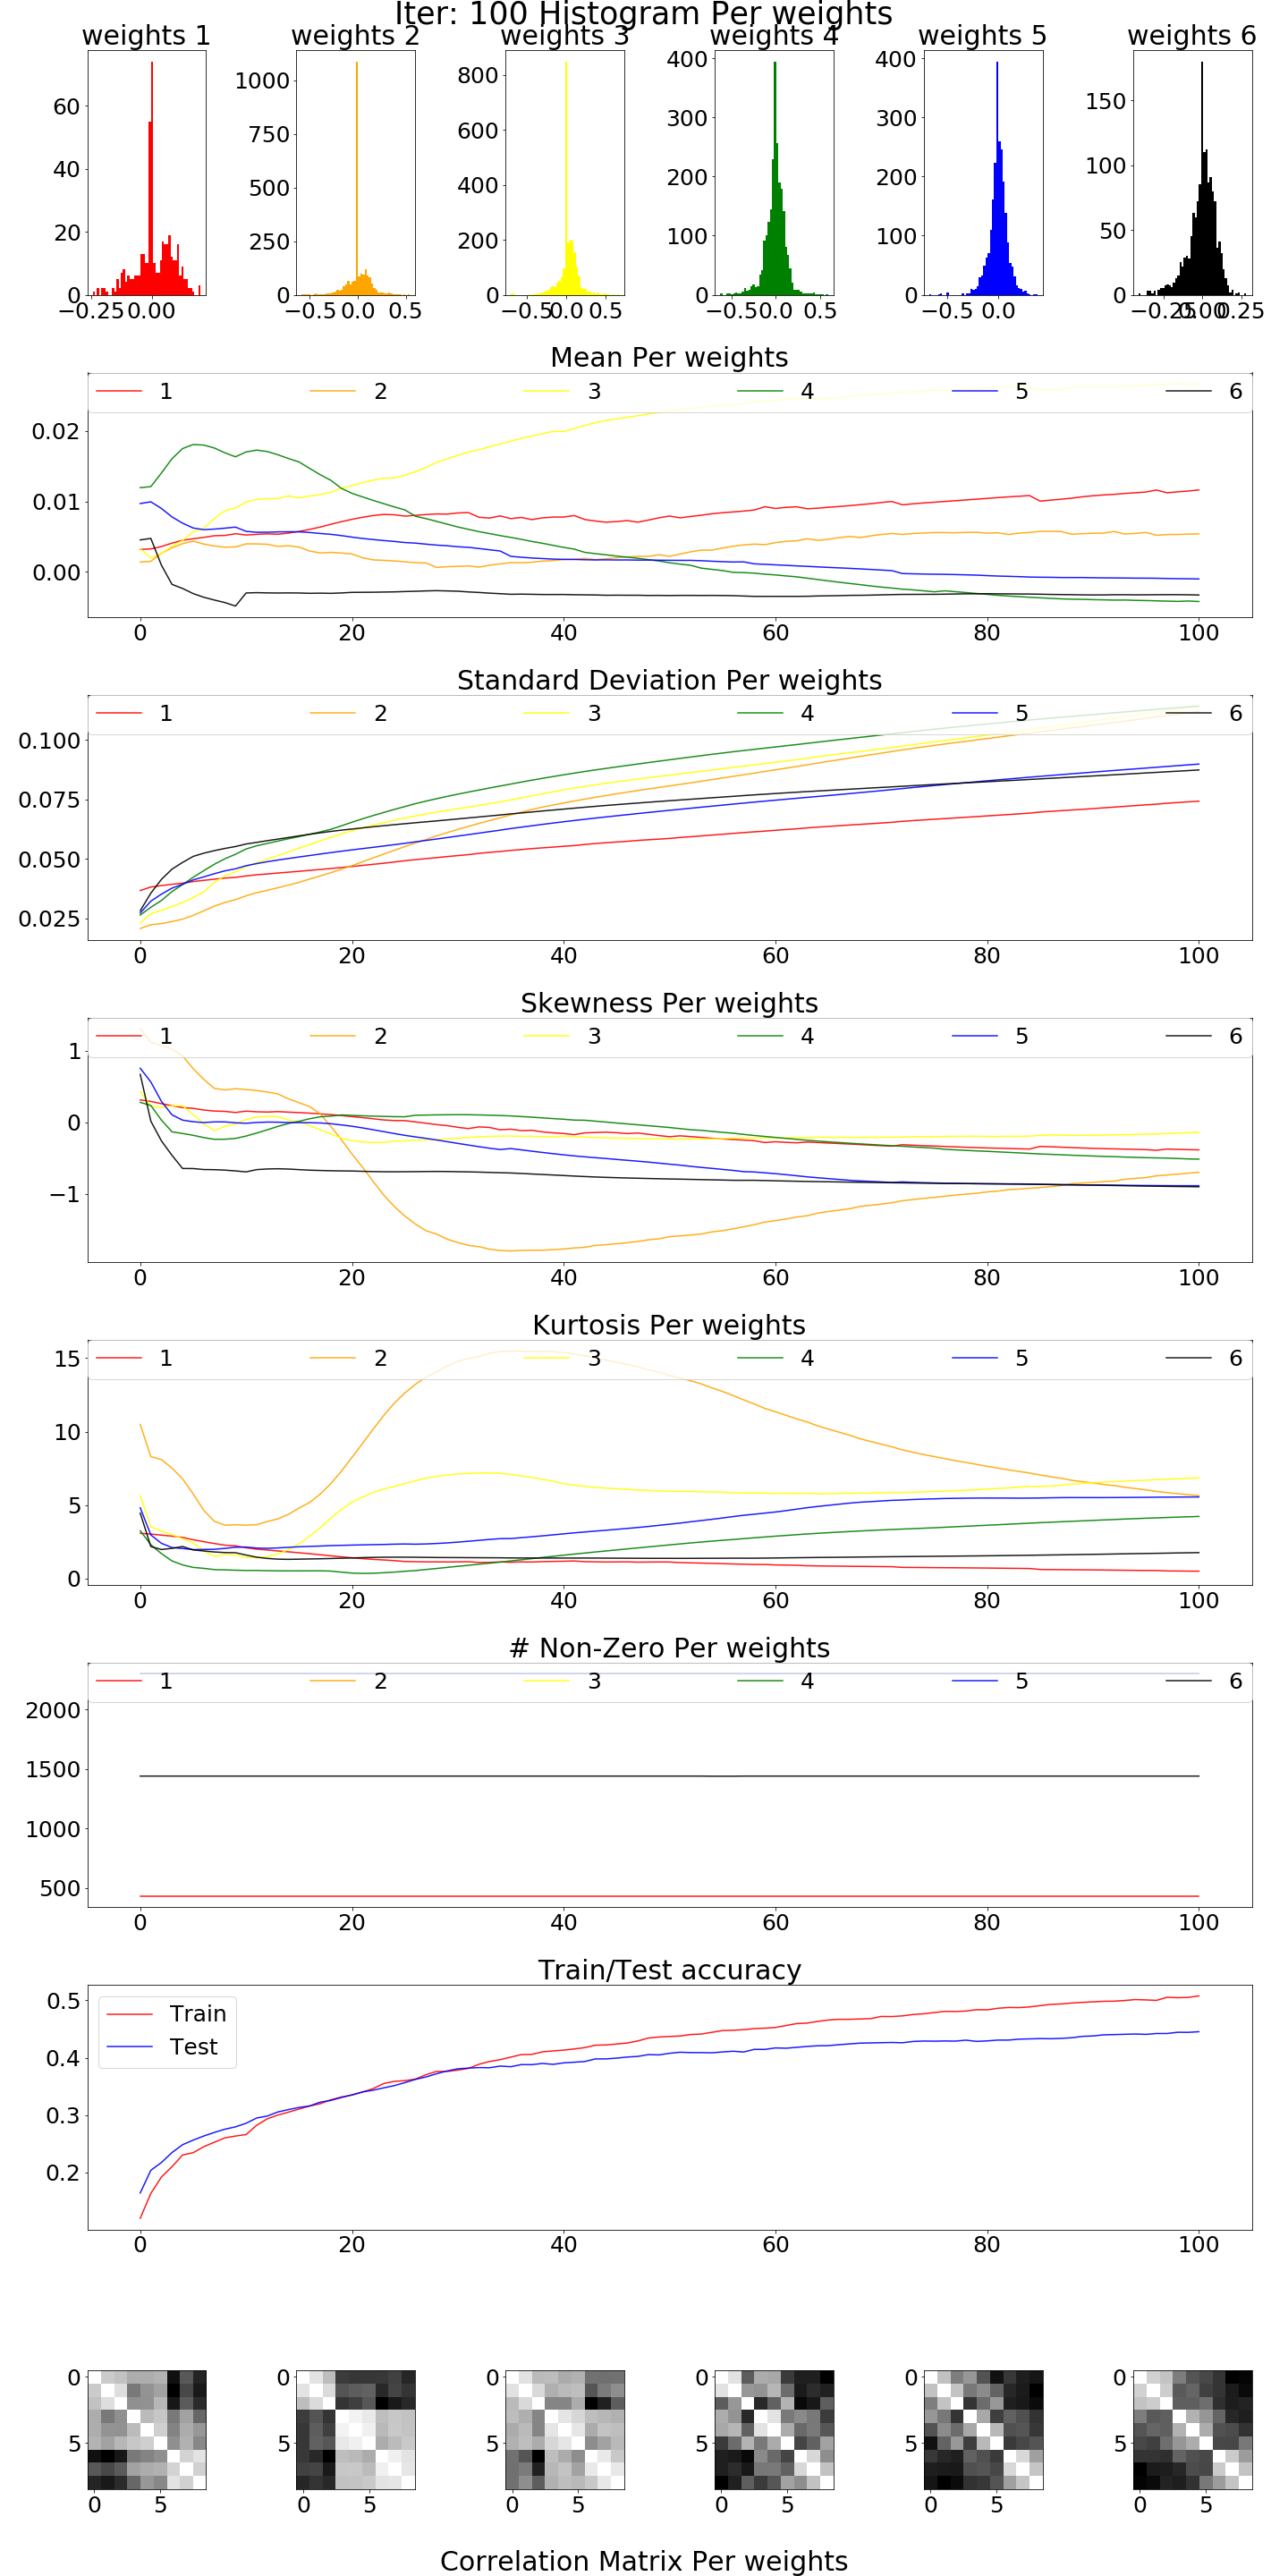 Iter: 100 Histogram Per weights
weights 1 weights 2 weights 3 weights 4 weights 5 weights 6
60 40 20 0
−0.25 0.00
1000 750 500 250 0
−0.5 0.0 0.5
800 600 400 200 0
−0.5 0.0 0.5
400 300 200 100 0
−0.5 0.0 0.5
400 300 200 100 0
−0.5 0.0
150 100 50 0
−0.25 0.00 0.25
Mean Per weights
1 2 3 4 5 6
0.02
0.01
0.00
0 20 40 60 80 100
Standard Deviation Per weights
1 2 3 4 5 6
0.100
0.075
0.050
0.025
0 20 40 60 80 100
Skewness Per weights
1 2 3 4 5 6
1
0
−1
0 20 40 60 80 100
Kurtosis Per weights
1 2 3 4 5 6
15
10
5
0
0 20 40 60 80 100
# Non-Zero Per weights
1 2 3 4 5 6
2000
1500
1000
500
0 20 40 60 80 100
Train/Test accuracy
Train
Test
0.5
0.4
0.3
0.2
0 20 40 60 80 100
0 0 0 0 0 0
5 5 5 5 5 5
0 5 0 5 0 5 0 5 0 5 0 5
Correlation Matrix Per weights